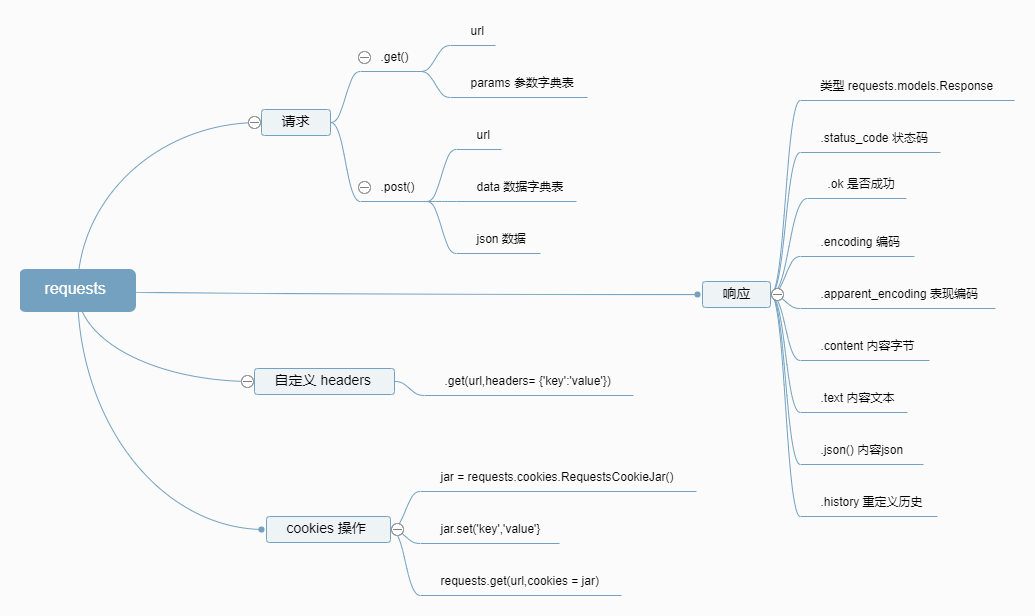 requests
请求
.get()
url
params 参数字典表
.post()
url
data 数据字典表
json 数据
响应
类型 requests.models.Response
.status_code 状态码
.ok 是否成功
.encoding 编码
.apparent_encoding 表现编码
.content 内容字节
.text 内容文本
.json() 内容json
.history 重定义历史
自定义 headers
.get(url,headers= {'key':'value'})
cookies 操作
jar = requests.cookies.RequestsCookieJar()
jar.set('key','value'}
requests.get(url,cookies = jar)